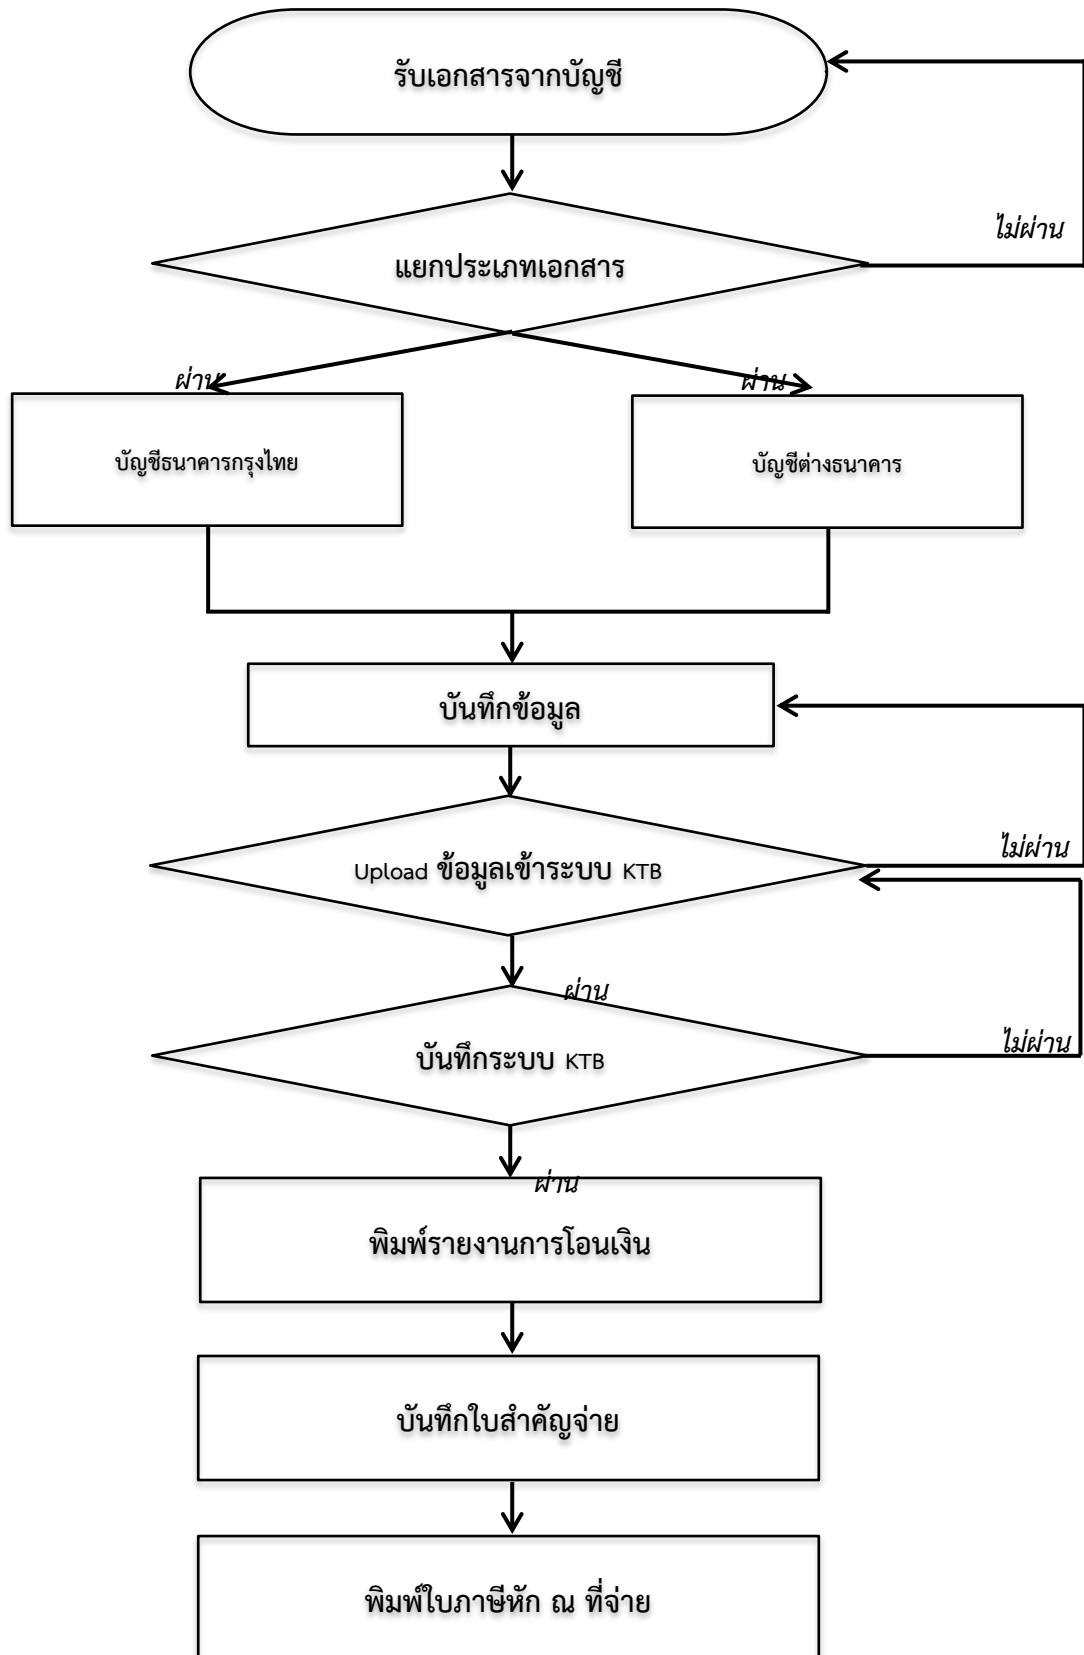 รับเอกสารจากบัญชี
ไม่ผ่าน
แยกประเภทเอกสาร
ผ่าน
ผ่าน
บัญชีธนาคารกรุงไทย
บัญชีต่างธนาคาร
บันทึกข้อมูล
ไม่ผ่าน
Upload ข้อมูลเข้าระบบ KTB
ผ่าน
ไม่ผ่าน
บันทึกระบบ KTB
ผ่าน
พิมพ์รายงานการโอนเงิน
บันทึกใบสำคัญจ่าย
พิมพ์ใบภาษีหัก ณ ที่จ่าย